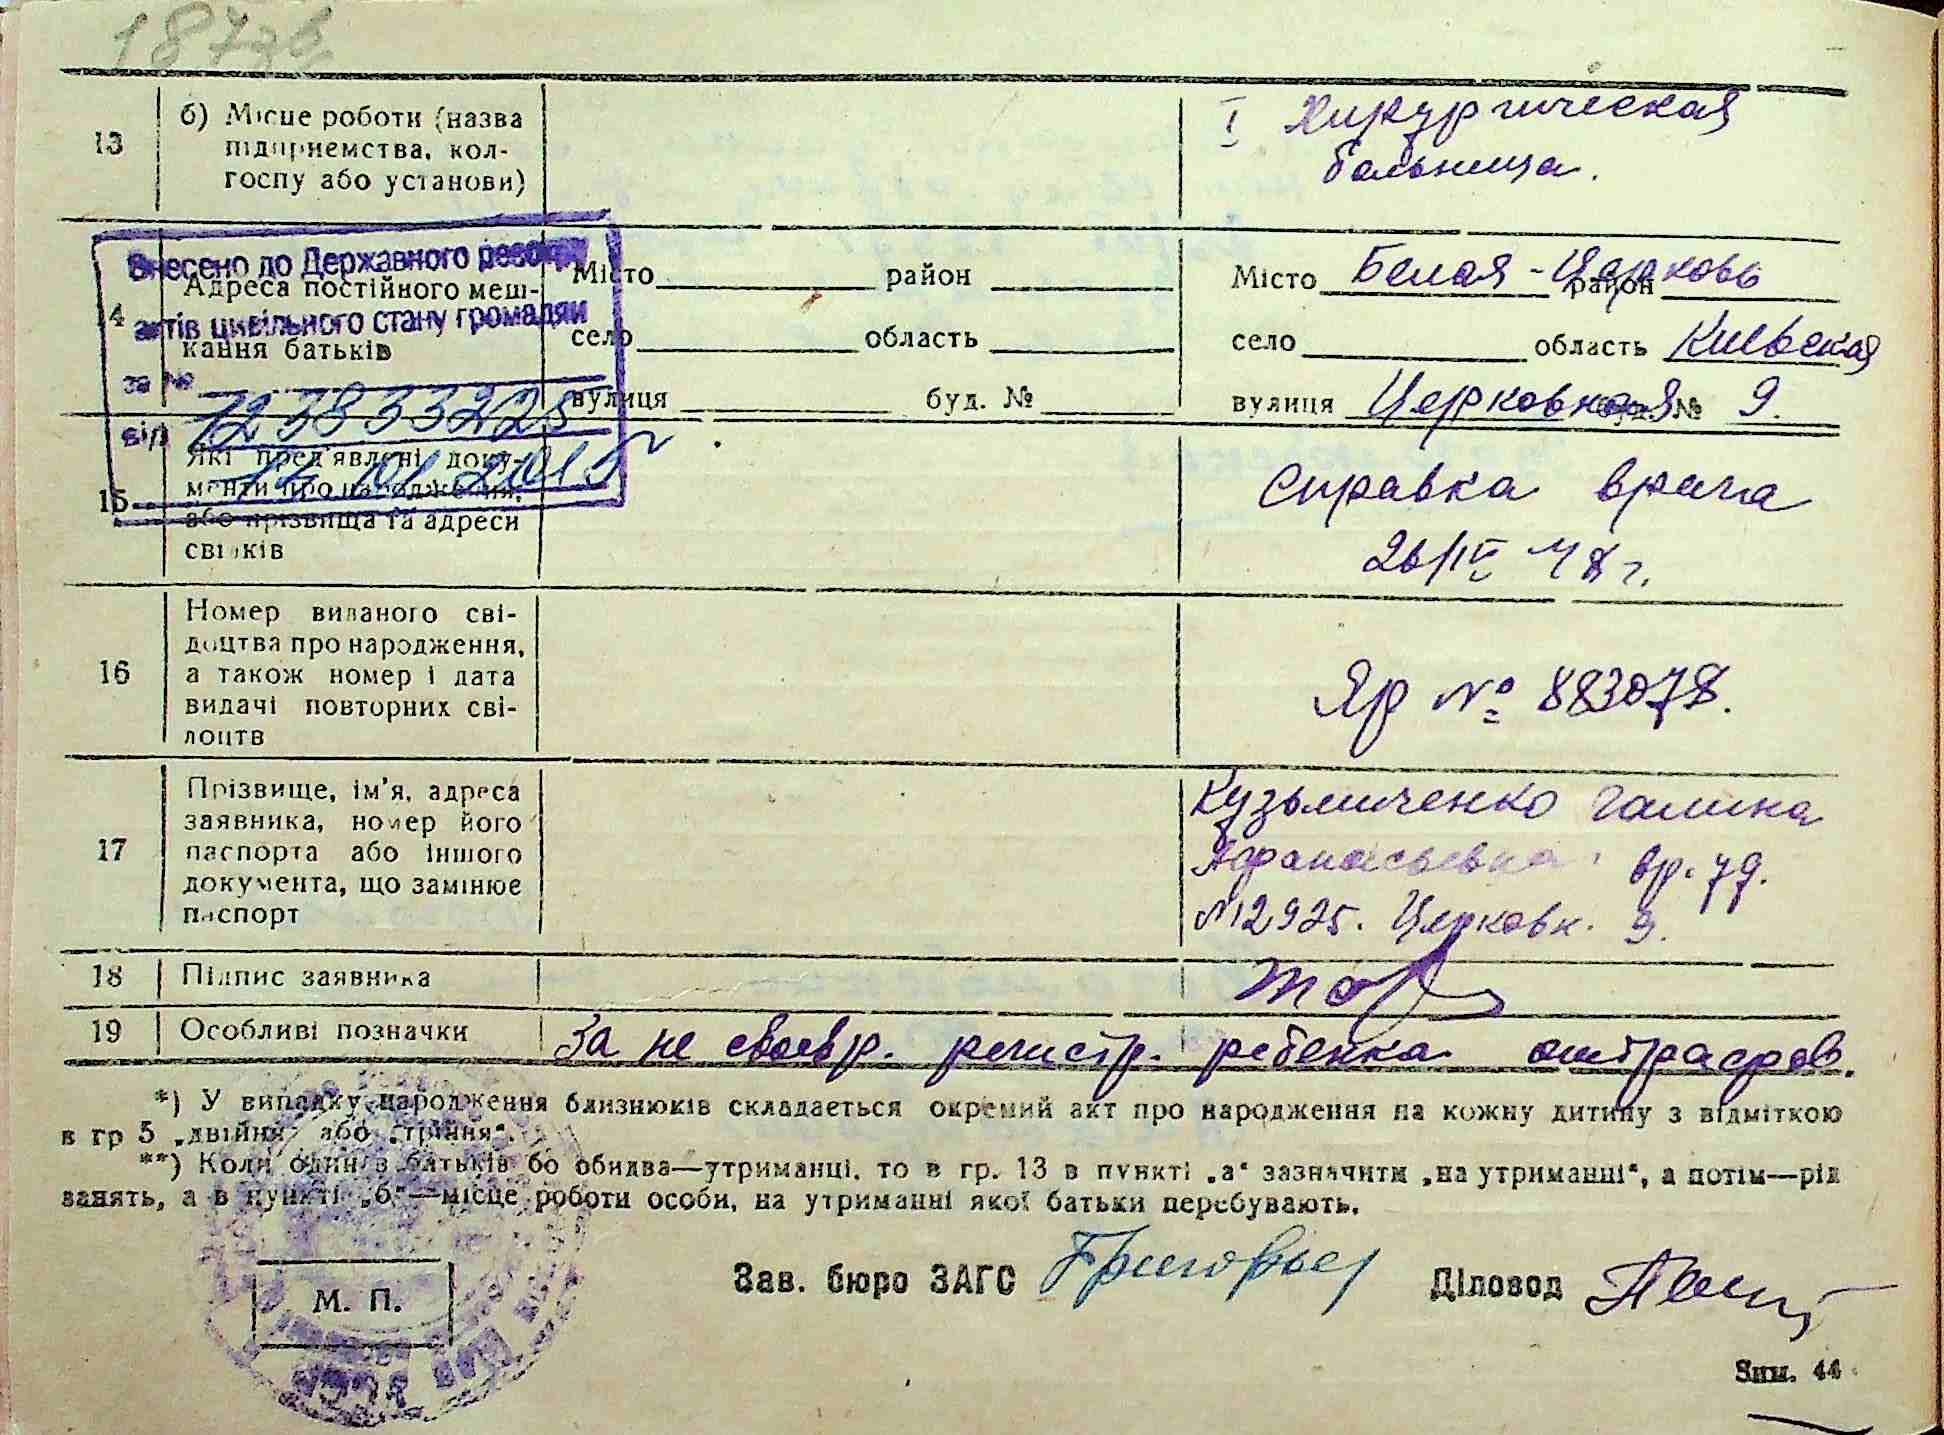 187зв.
13 б) Місце роботи (назва
підприємства, кол-
госпу або установи)
I Хирургическая
больница.
Внесено до Державного реєстру
актів цивільного стану громадян
за №
від
14 Адреса постійного меш-
кання батьків
Місто район
село область
вулиця буд. №
Місто Белая-Церковь район
село область Киевская
вулиця Церковная буд. № 9.
15 Які пред'явлені доку-
менти про народження,
або прізвища та адреси
свідків
Справка врача
26/IV 48 г.
16 Номер виданого сві-
доцтва про народження,
а також номер і дата
видачі повторних сві-
доцтв
Яр № 883078.
17 Прізвище, ім'я, адреса
заявника, номер його
паспорта або іншого
документа, що замінює
паспорт
Кузьмиченко Галина
Афанасьевна вр. уд.
№12925. Церковн. 9.
18 Підпис заявника
19 Особливі позначки
За не своевр. регистр. ребенка оштрафов.
*) У випадку народження близнюків складається окремий акт про народження на кожну дитину з відміткою
в гр 5 „двійня" або „трійня".
**) Коли один з батьків бо обидва—утриманці, то в гр. 13 в пункті „а" зазначити „на утриманні", а потім—рід
занять, а в пункті „б"—місце роботи особи, на утриманні якої батьки перебувають.
М. П.
Зав. бюро ЗАГС
Діловод
Зим. 44